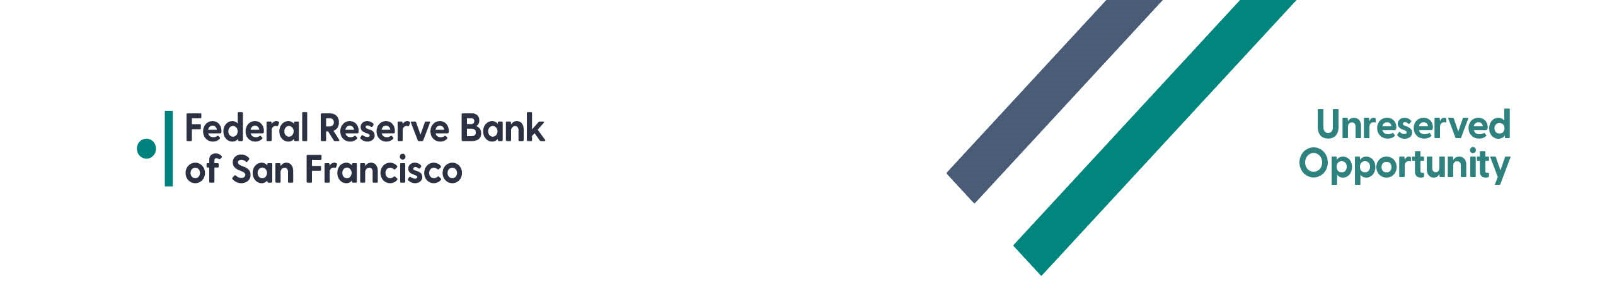 Federal Reserve Bank
of San Francisco
Unreserved
Opportunity